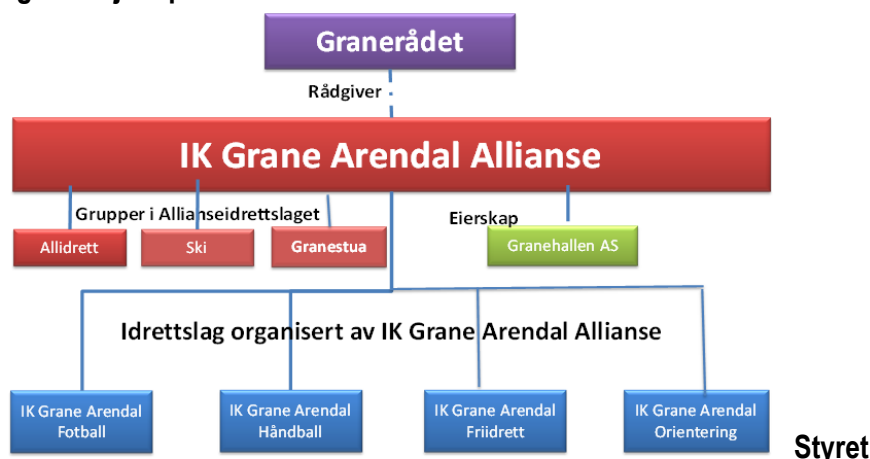 Granerådet
Rådgiver
IK Grane Arendal Allianse
Grupper i Allianseidrettslaget
Eierskap
Allidrett
Ski
Granestua
Granehallen AS
Idrettslag organisert av IK Grane Arendal Allianse
IK Grane Arendal
Fotball
IK Grane Arendal
Håndball
IK Grane Arendal
Friidrett
IK Grane Arendal
Orientering
Styret